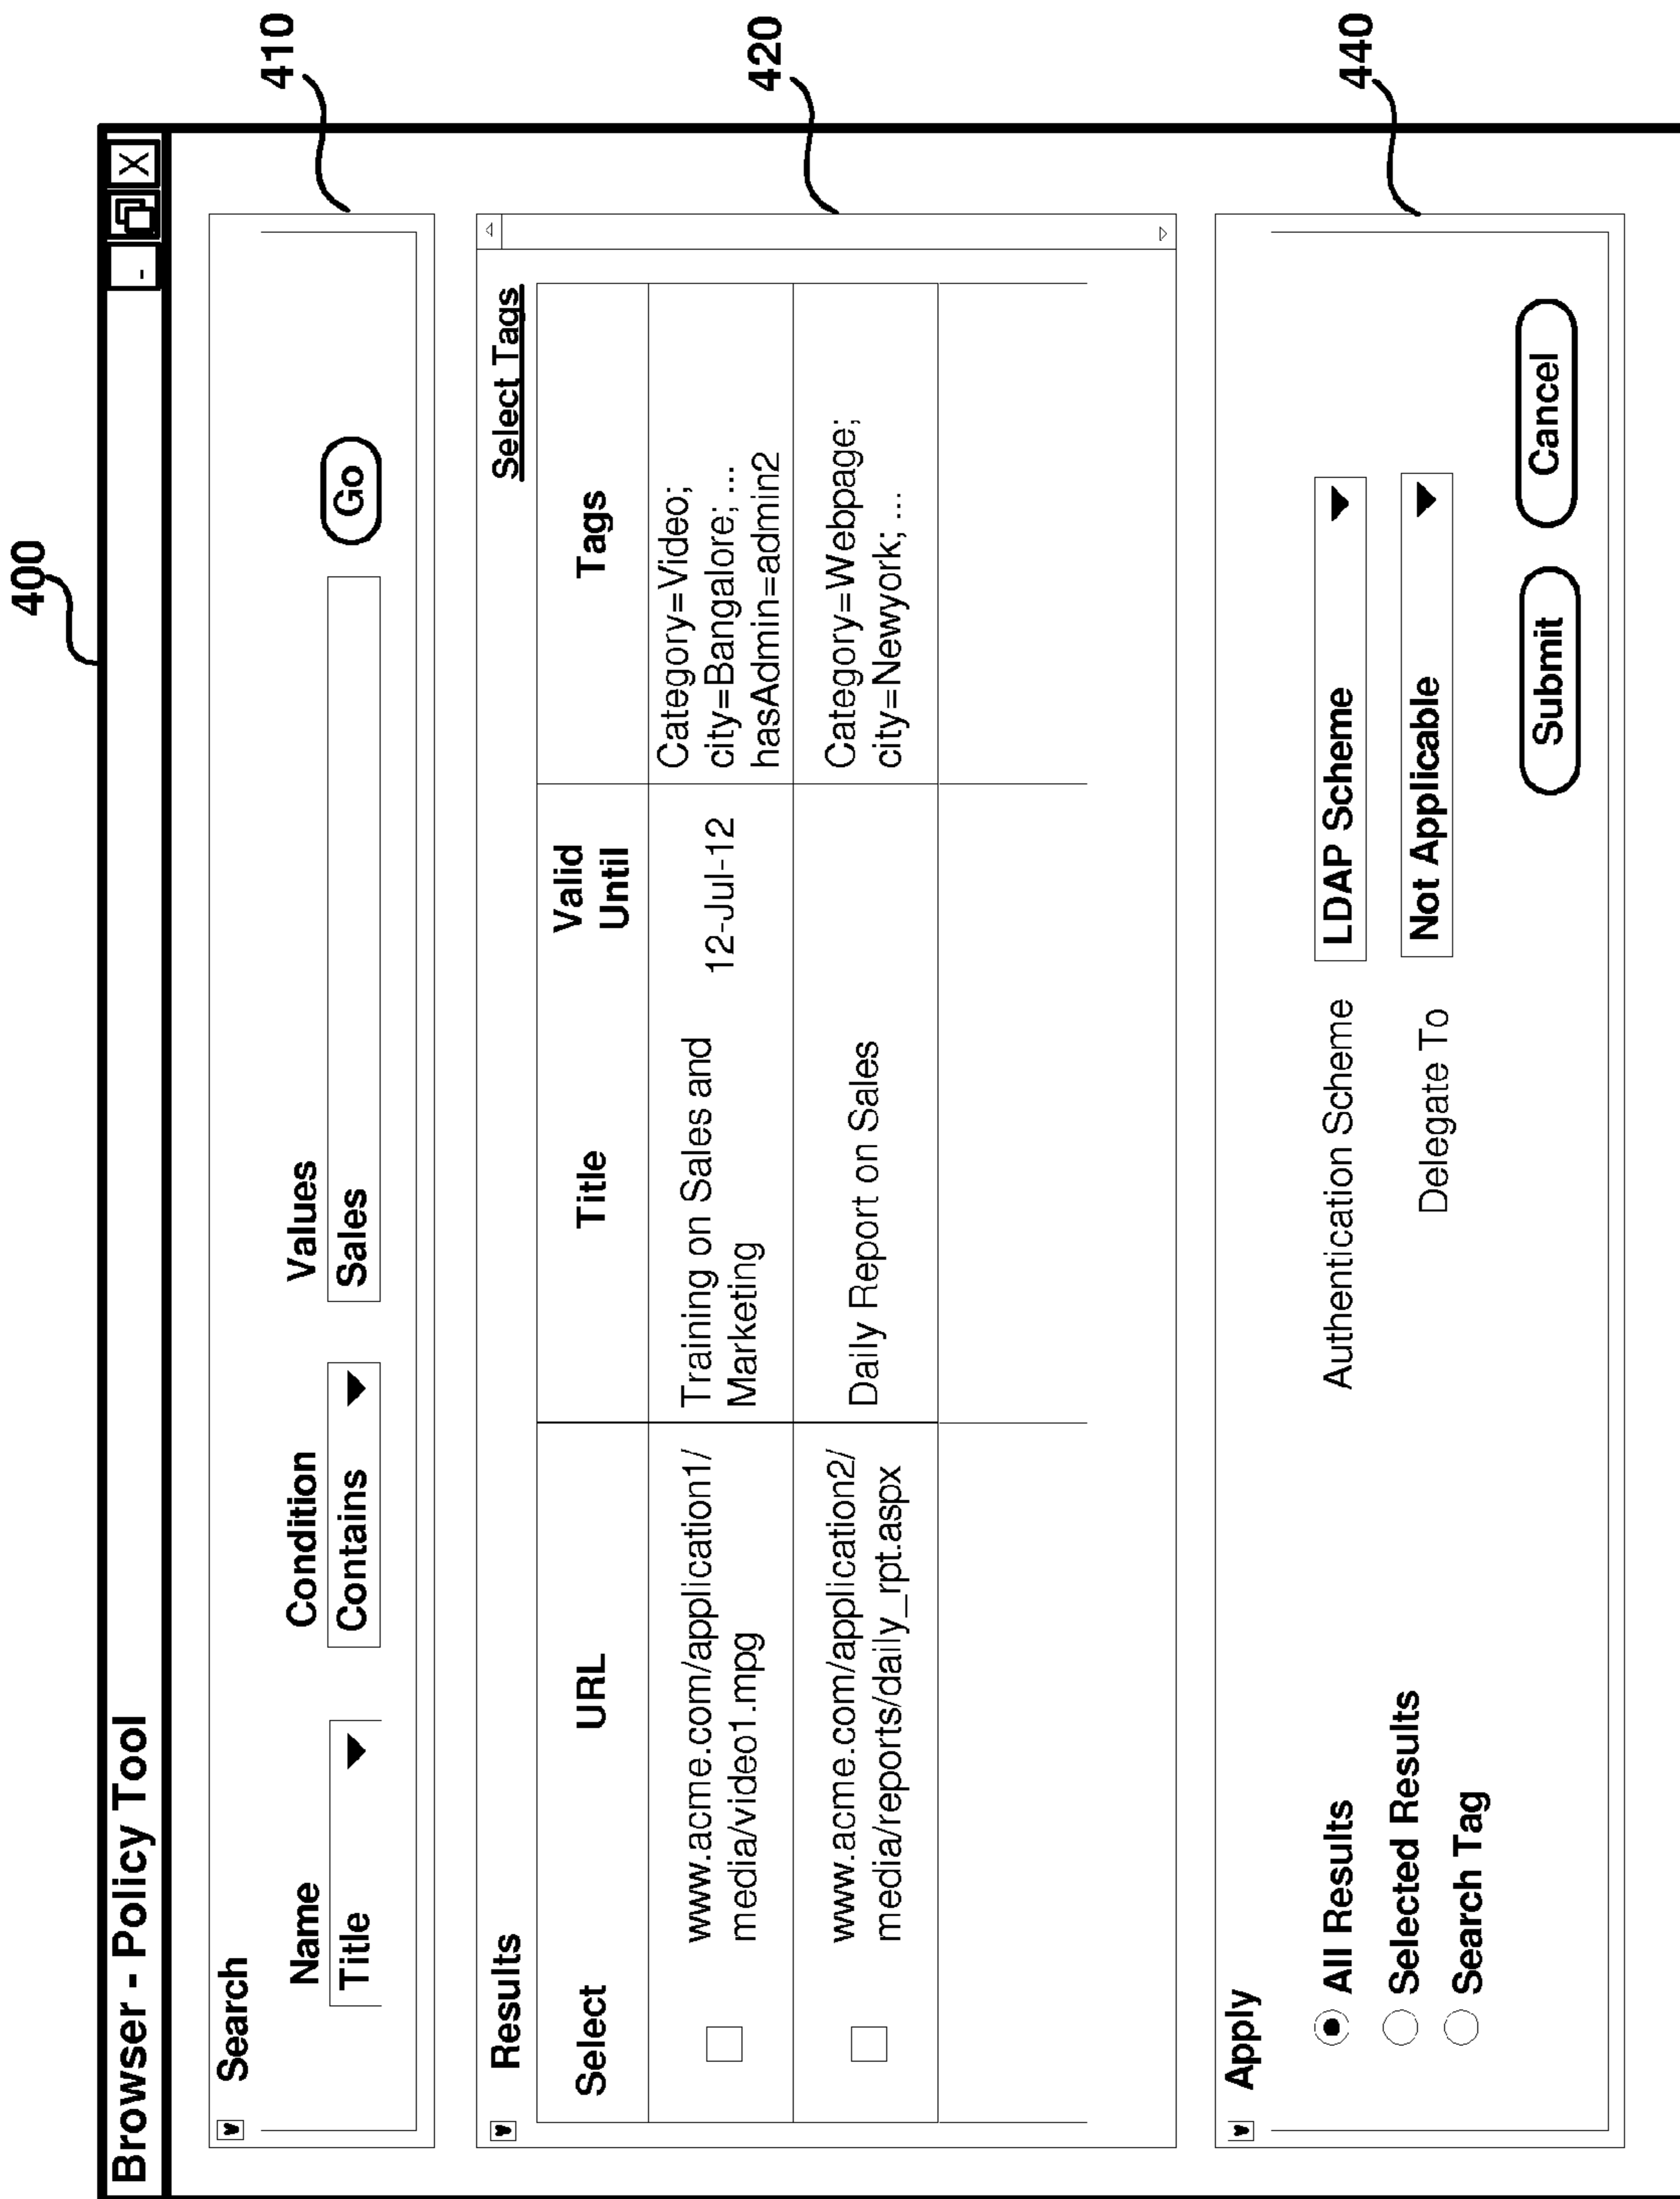 400
Browser - Policy Tool
- X
410
Search
Name Condition Values
Title Contains Sales Go
420
Results Select Tags
Select URL Title Valid Until Tags
www.acme.com/application1/
media/video1.mpg
Training on Sales and
Marketing
12-Jul-12
Category=Video;
city=Bangalore; ...
hasAdmin=admin2
www.acme.com/application2/
media/reports/daily_rpt.aspx
Daily Report on Sales
Category=Webpage;
city=Newyork; ...
440
Apply
All Results
Selected Results
Search Tag
Authentication Scheme LDAP Scheme
Delegate To Not Applicable
Submit Cancel